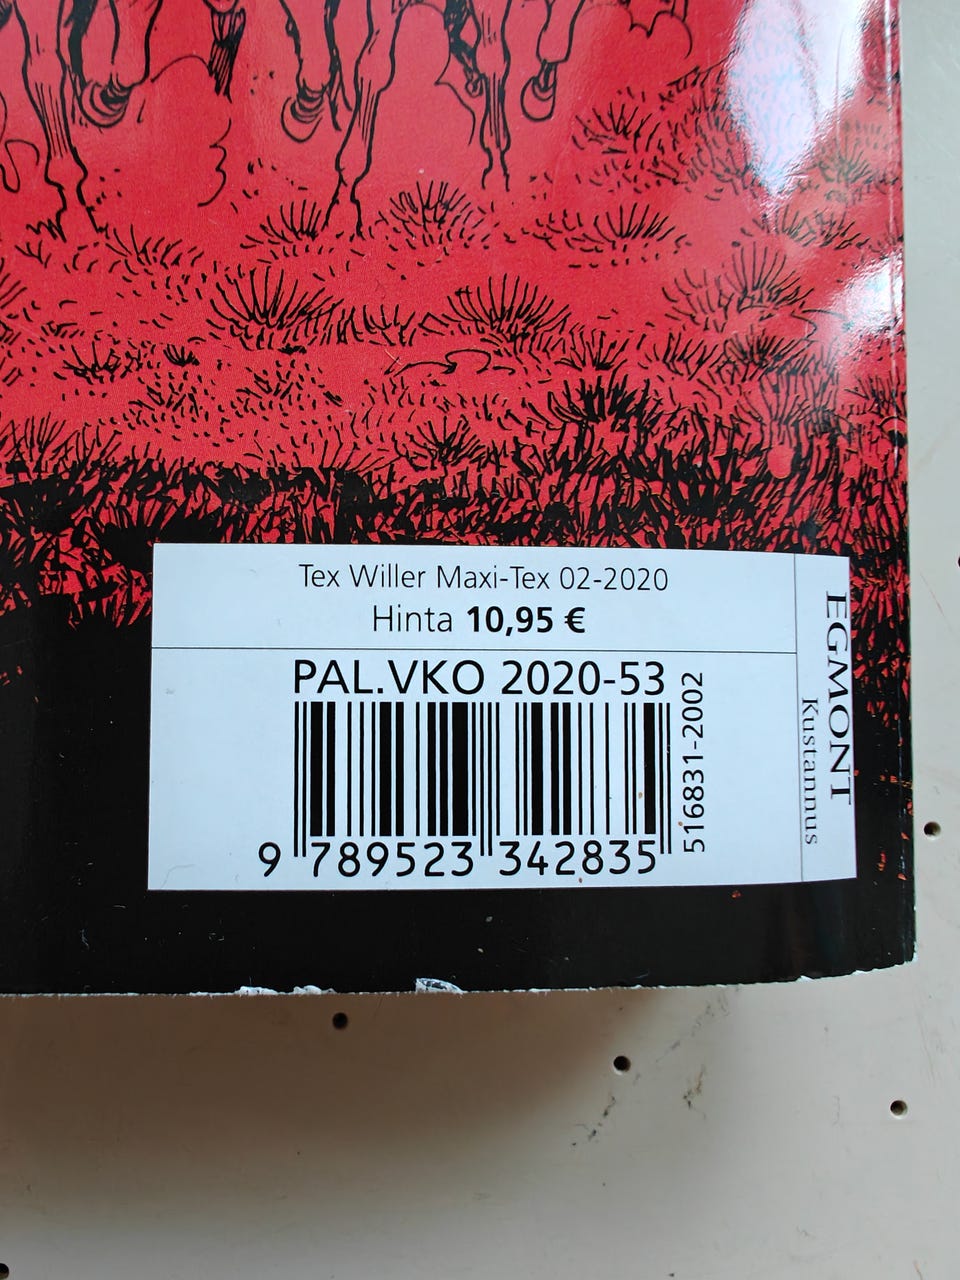 Tex Willer Maxi-Tex 02-2020
Hinta 10,95 €
PAL.VKO 2020-53
9 789523 342835
516831-2002
EGMONT
Kustannus